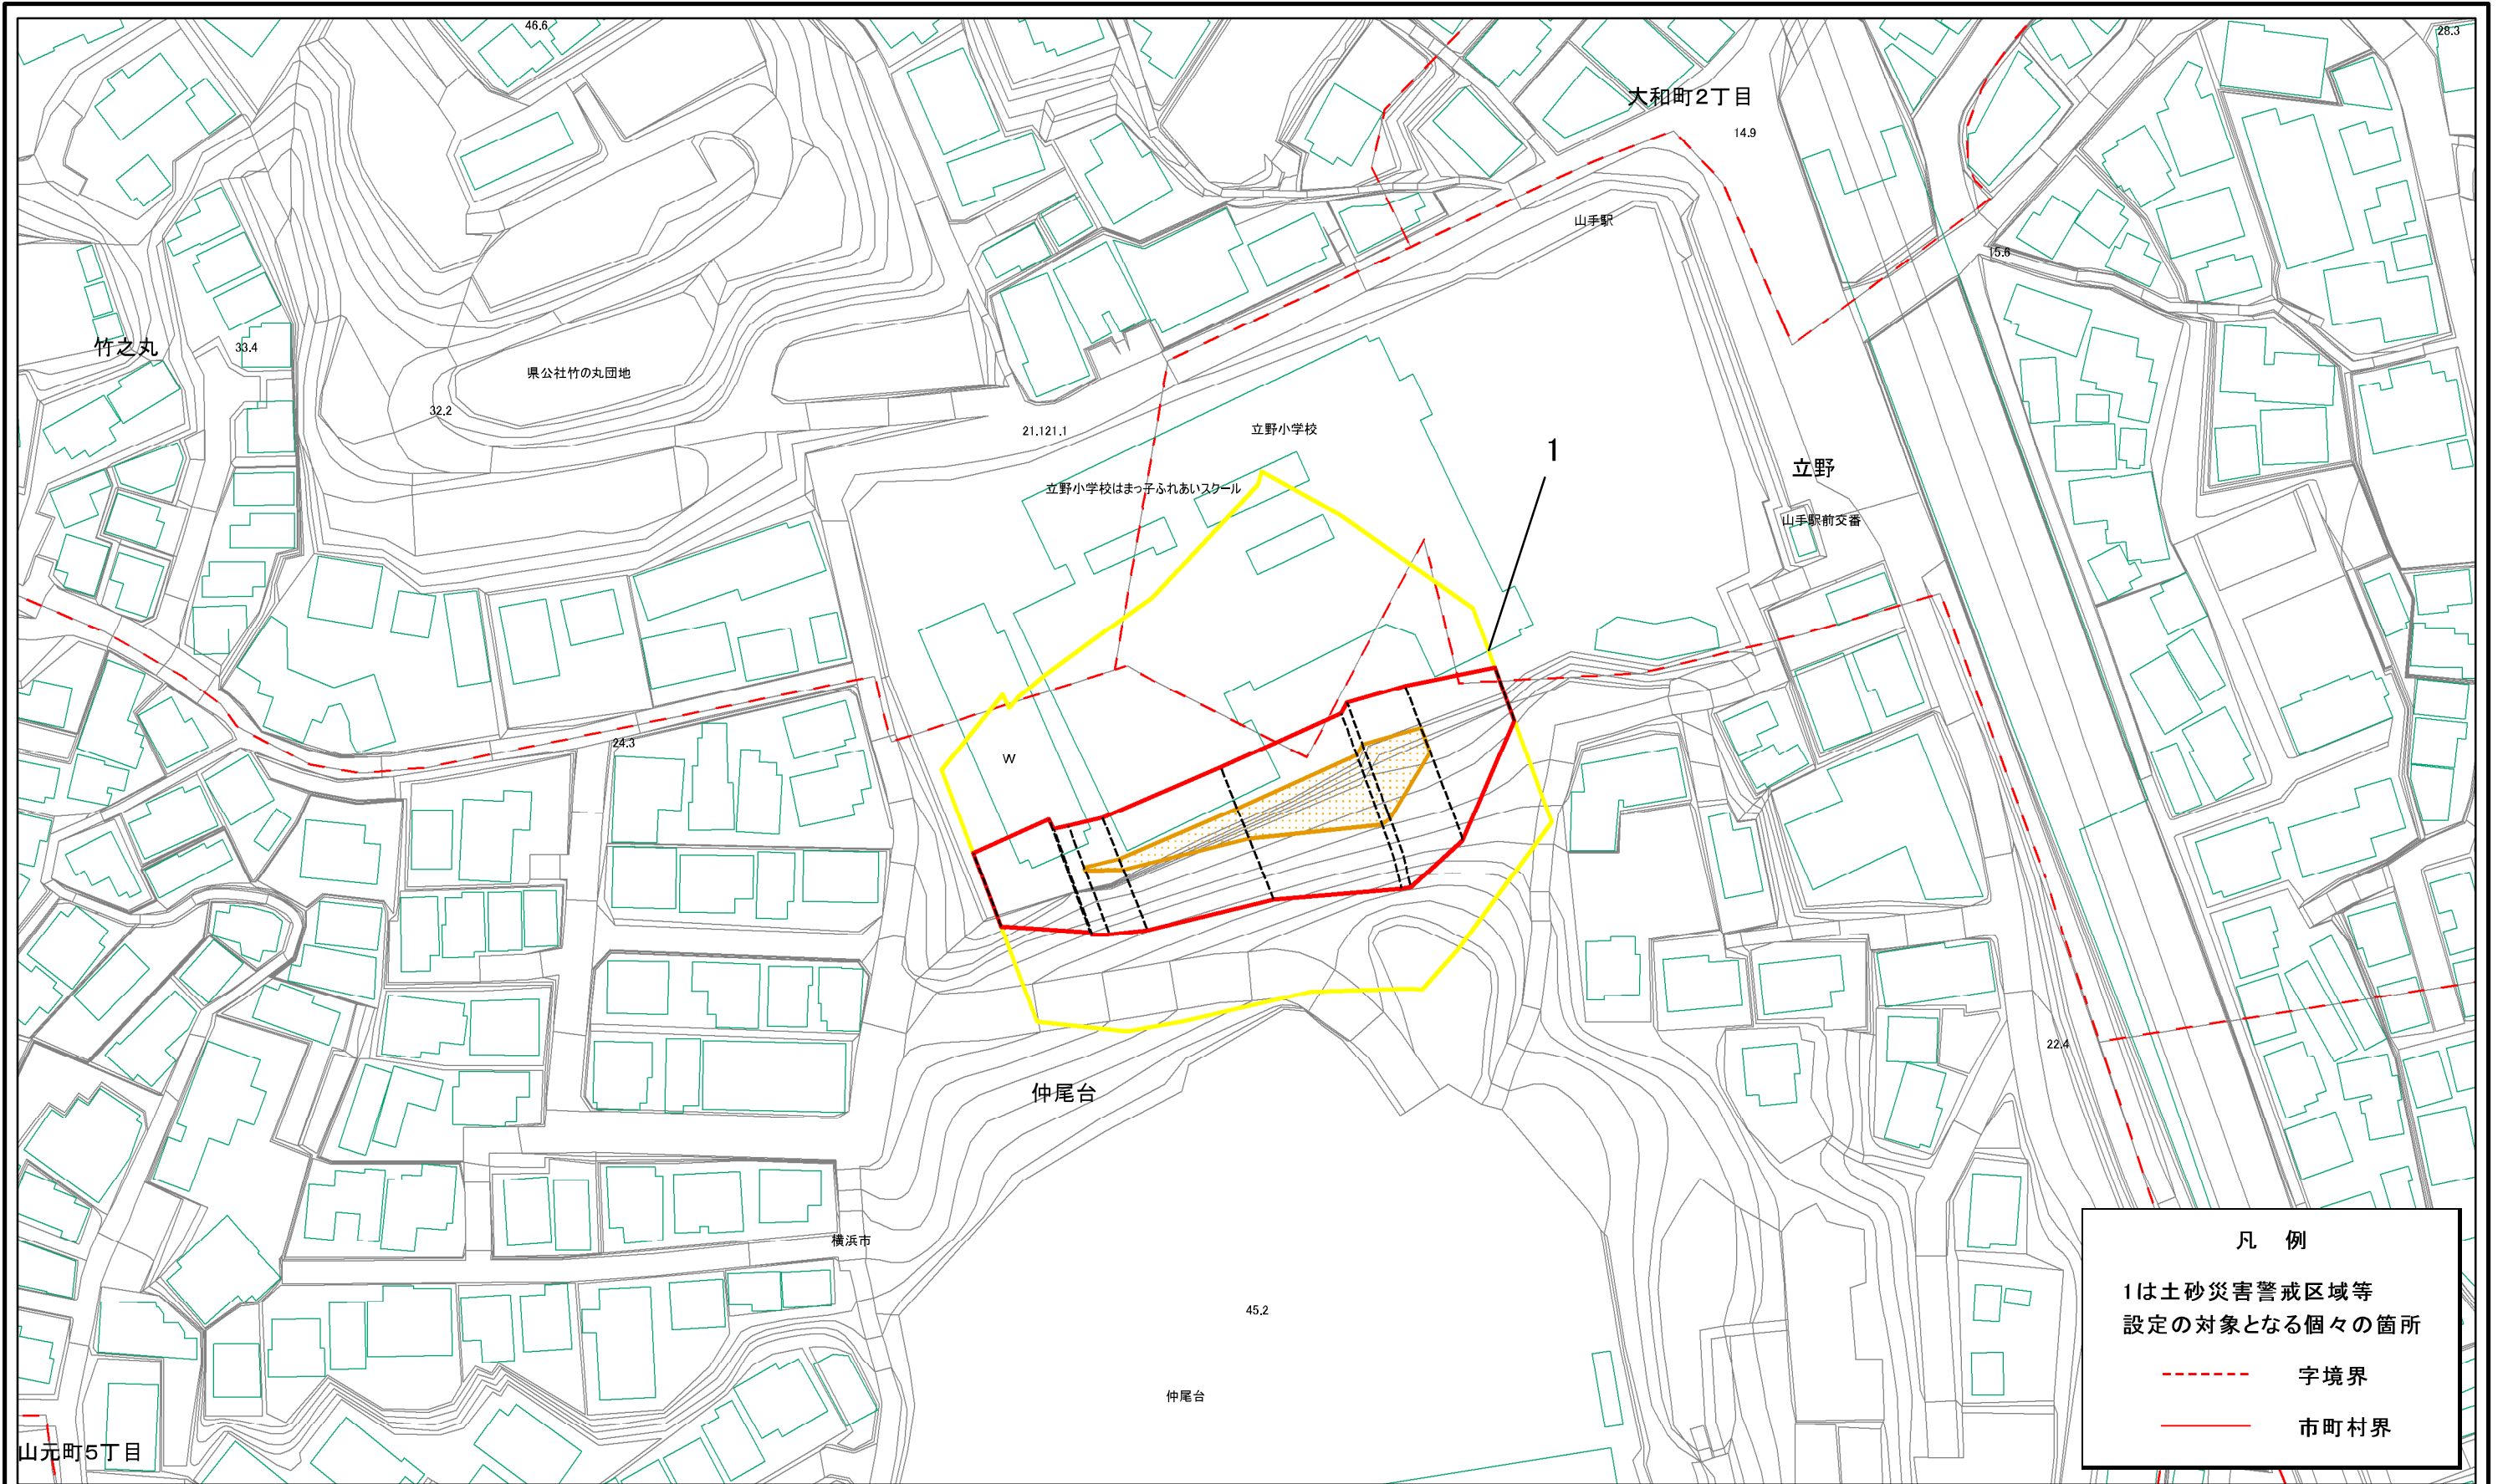 46.6
28.3
大和町2丁目
14.9
山手駅
15.6
竹之丸
33.4
県公社竹の丸団地
32.2
21.121.1
立野小学校
1
立野
立野小学校はまっ子ふれあいスクール
山手駅前交番
24.3
W
22.4
仲尾台
横浜市
45.2
仲尾台
山元町5丁目
凡 例
1は土砂災害警戒区域等
設定の対象となる個々の箇所
字境界
市町村界